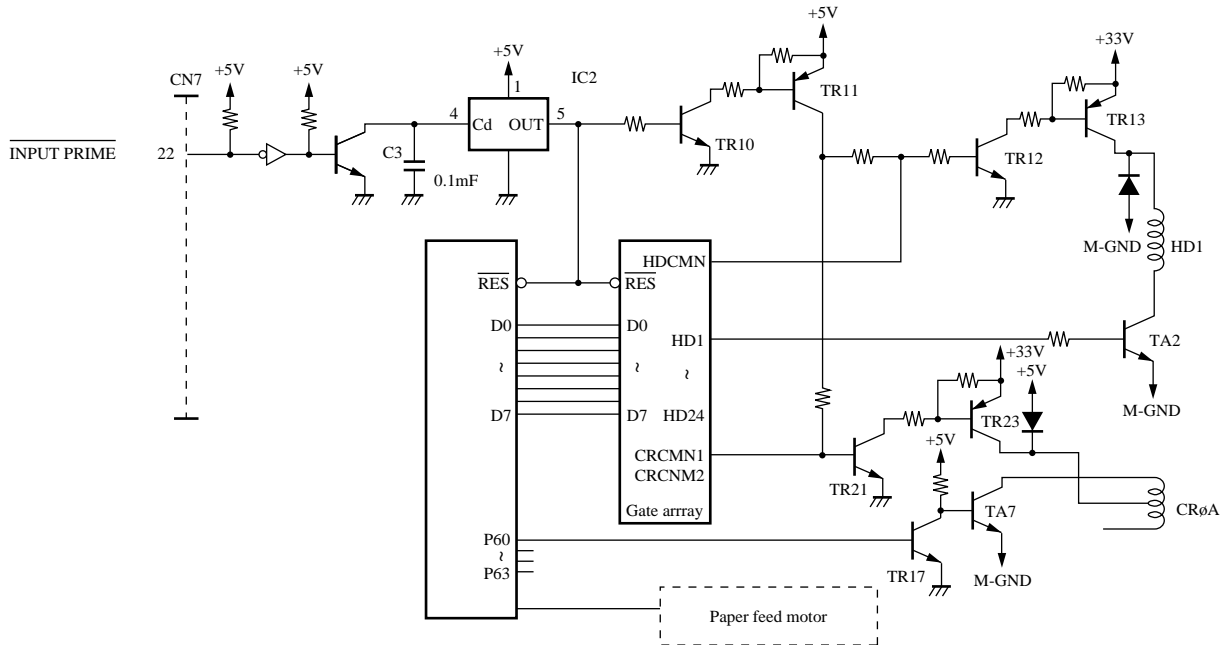 +5V
+33V
+5V
CN7
+5V
+5V
1
IC2
TR11
TR13
4
Cd
OUT
5
INPUT PRIME
22
C3
0.1mF
TR10
TR12
M-GND
HD1
HDCMN
RES
RES
D0
D0
HD1
TA2
~
~
~
+33V
+5V
M-GND
D7
D7
HD24
TR23
+5V
CRCMN1
CRCNM2
TR21
Gate arrray
TA7
CRøA
P60
~
P63
TR17
M-GND
Paper feed motor